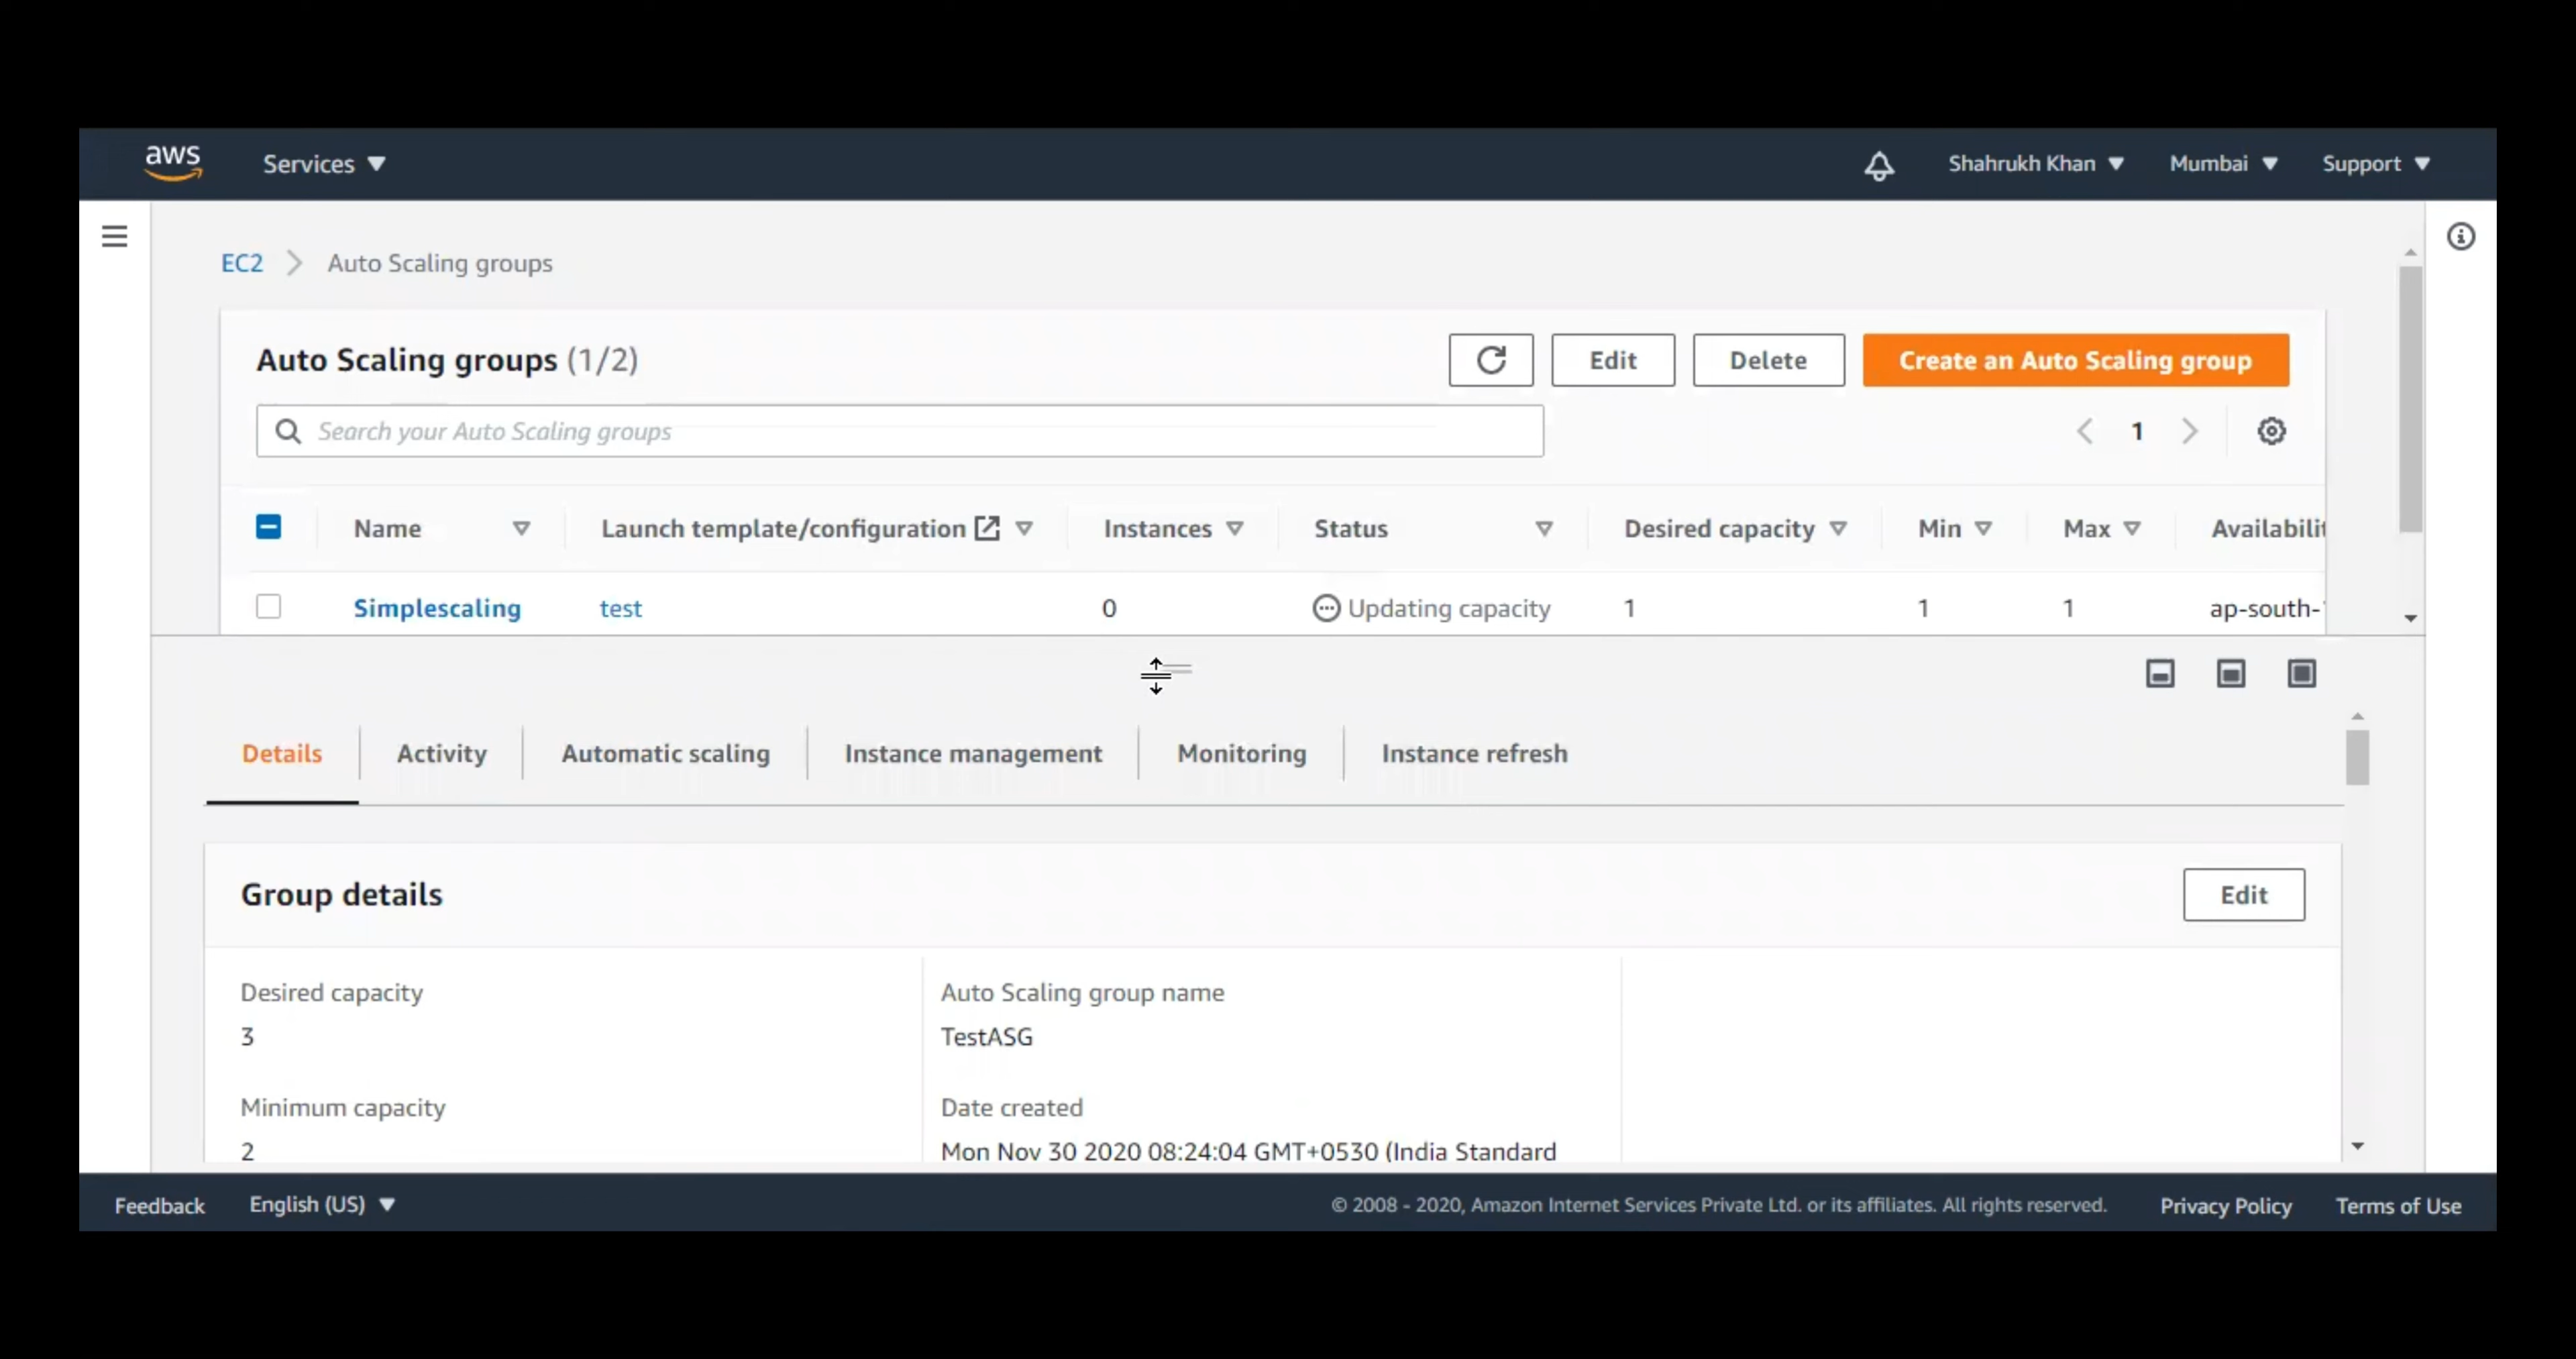 aws Services Shahrukh Khan Mumbai Support
EC2 Auto Scaling groups
Auto Scaling groups (1/2) Edit Delete Create an Auto Scaling group
Search your Auto Scaling groups 1
Name Launch template/configuration Instances Status Desired capacity Min Max Availabilit
Simplescaling test 0 Updating capacity 1 1 1 ap-south-
Details Activity Automatic scaling Instance management Monitoring Instance refresh
Group details Edit
Desired capacity Auto Scaling group name
3 TestASG
Minimum capacity Date created
2 Mon Nov 30 2020 08:24:04 GMT+0530 (India Standard
Feedback English (US) © 2008 - 2020, Amazon Internet Services Private Ltd. or its affiliates. All rights reserved. Privacy Policy Terms of Use